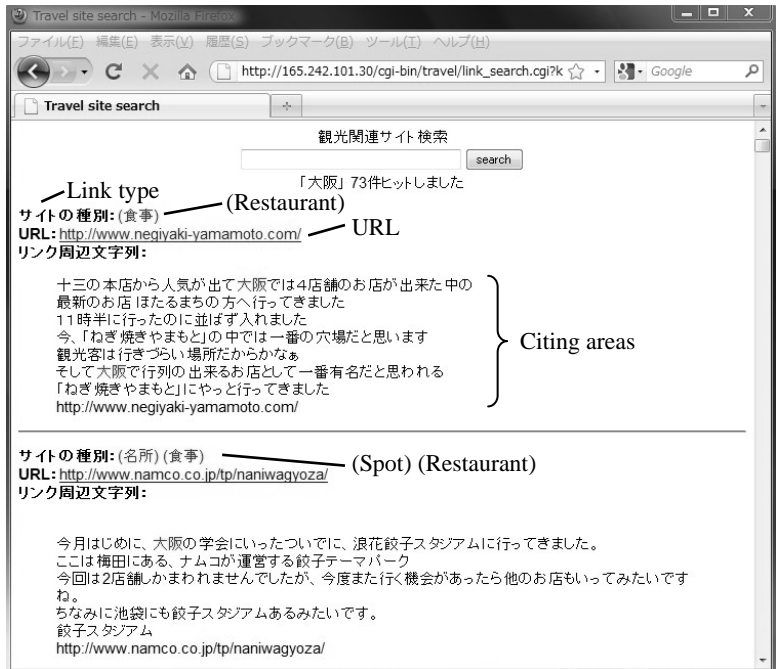 Travel site search - Mozilla Firefox
ファイル(F) 編集(E) 表示(V) 履歴(S) ブックマーク(B) ツール(T) ヘルプ(H)
http://165.242.101.30/cgi-bin/travel/link_search.cgi?k
Google
Travel site search
観光関連サイト検索
search
「大阪」 73件ヒットしました
Link type
(Restaurant)
サイトの種別: (食事)
URL: http://www.negiyaki-yamamoto.com/
URL
リンク周辺文字列:
十三の本店から人気が出て大阪では4店舗のお店が出来た中の
最新のお店 ほたるまちの方へ行ってきました
11時半に行ったのに並ばず入れました
今、「ねぎ焼きやまもと」の中では一番の穴場だと思います
Citing areas
観光客は行きづらい場所だからかなぁ
そして大阪で行列の出来るお店として一番有名だと思われる
「ねぎ焼きやまもと」にやっと行ってきました
http://www.negiyaki-yamamoto.com/
サイトの種別: (名所) (食事)
(Spot) (Restaurant)
URL: http://www.namco.co.jp/tp/naniwagyoza/
リンク周辺文字列:
今月はじめに、大阪の学会にいったついでに、浪花餃子スタジアムに行ってきました。
ここは梅田にある、ナムコが運営する餃子テーマパーク
今回は2店舗しかまわれませんでしたが、今度また行く機会があったら他のお店もいってみたいです
ね。
ちなみに池袋にも餃子スタジアムあるみたいです。
餃子スタジアム
http://www.namco.co.jp/tp/naniwagyoza/